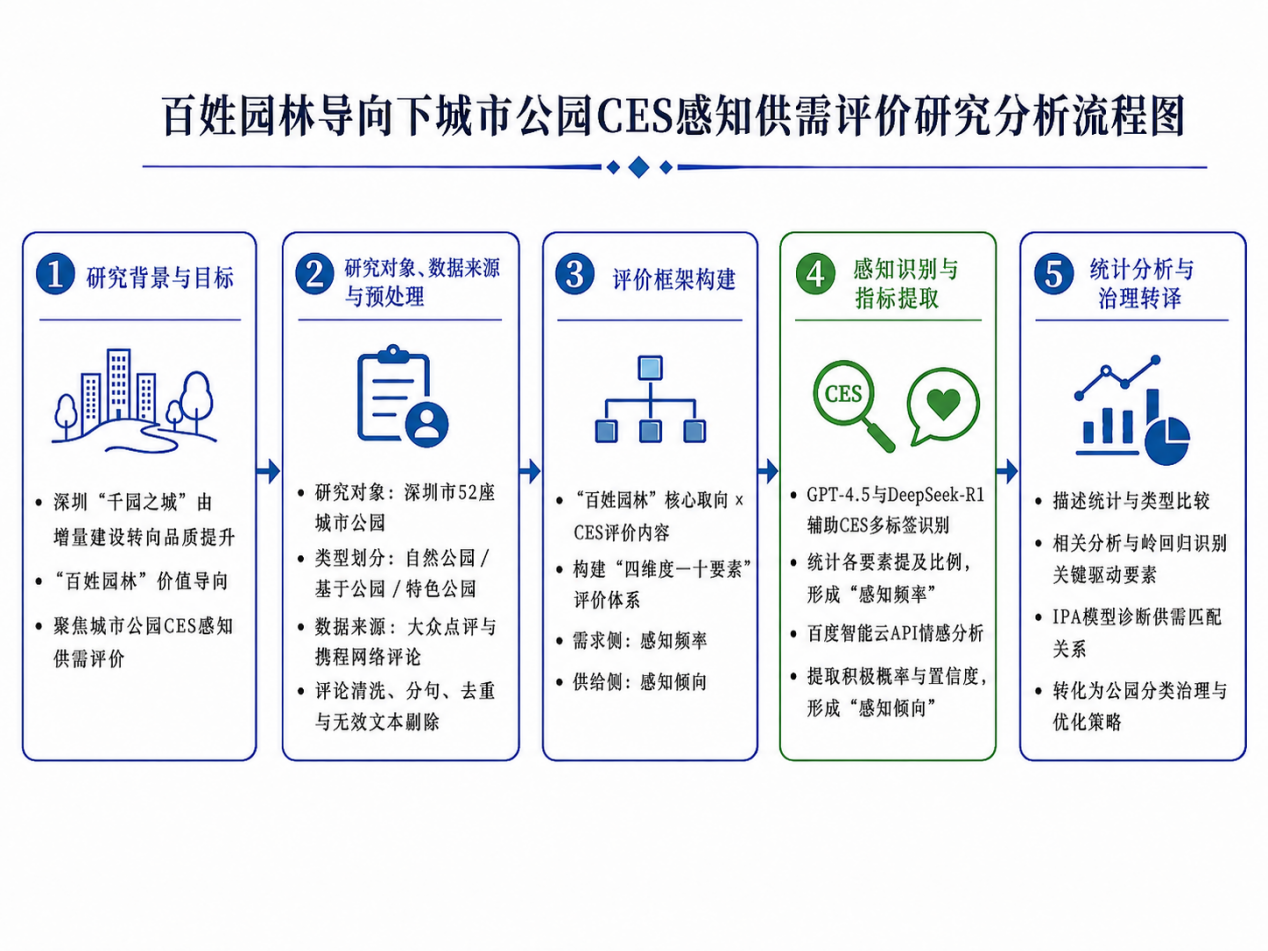 百姓园林导向下城市公园CES感知供需评价研究分析流程图
1 研究背景与目标
• 深圳“千园之城”由
增量建设转向品质提升
• “百姓园林”价值导向
• 聚焦城市公园CES感知
供需评价
2 研究对象、数据来源
与预处理
• 研究对象：深圳市52座
城市公园
• 类型划分：自然公园 /
基于公园 / 特色公园
• 数据来源：大众点评与
携程网络评论
• 评论清洗、分句、去重
与无效文本剔除
3 评价框架构建
• “百姓园林”核心取向 ×
CES评价内容
• 构建“四维度一十要素”
评价体系
• 需求侧：感知频率
• 供给侧：感知倾向
4 感知识别与
指标提取
CES
• GPT-4.5与DeepSeek-R1
辅助CES多标签识别
• 统计各要素提及比例，
形成“感知频率”
• 百度智能云API情感分析
• 提取积极概率与置信度，
形成“感知倾向”
5 统计分析与
治理转译
• 描述统计与类型比较
• 相关分析与岭回归识别
关键驱动要素
• IPA模型诊断供需匹配
关系
• 转化为公园分类治理与
优化策略